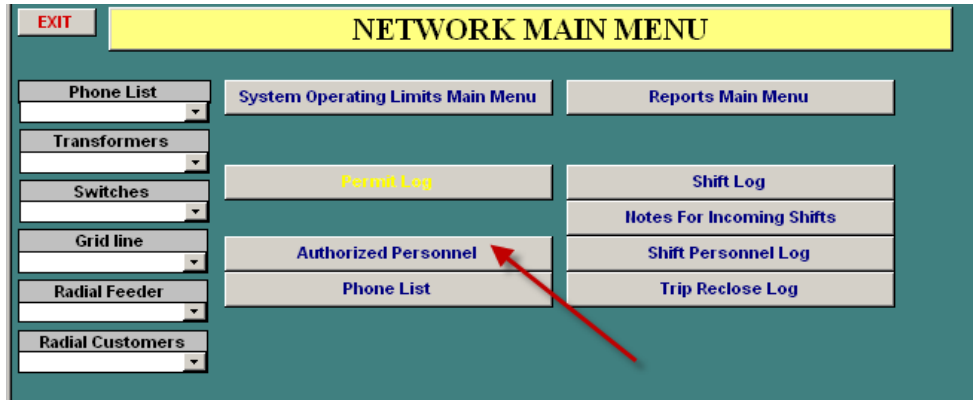 EXIT
NETWORK MAIN MENU
Phone List
System Operating Limits Main Menu
Reports Main Menu
Transformers
Permit Log
Shift Log
Switches
Notes For Incoming Shifts
Grid line
Authorized Personnel
Shift Personnel Log
Radial Feeder
Phone List
Trip Reclose Log
Radial Customers